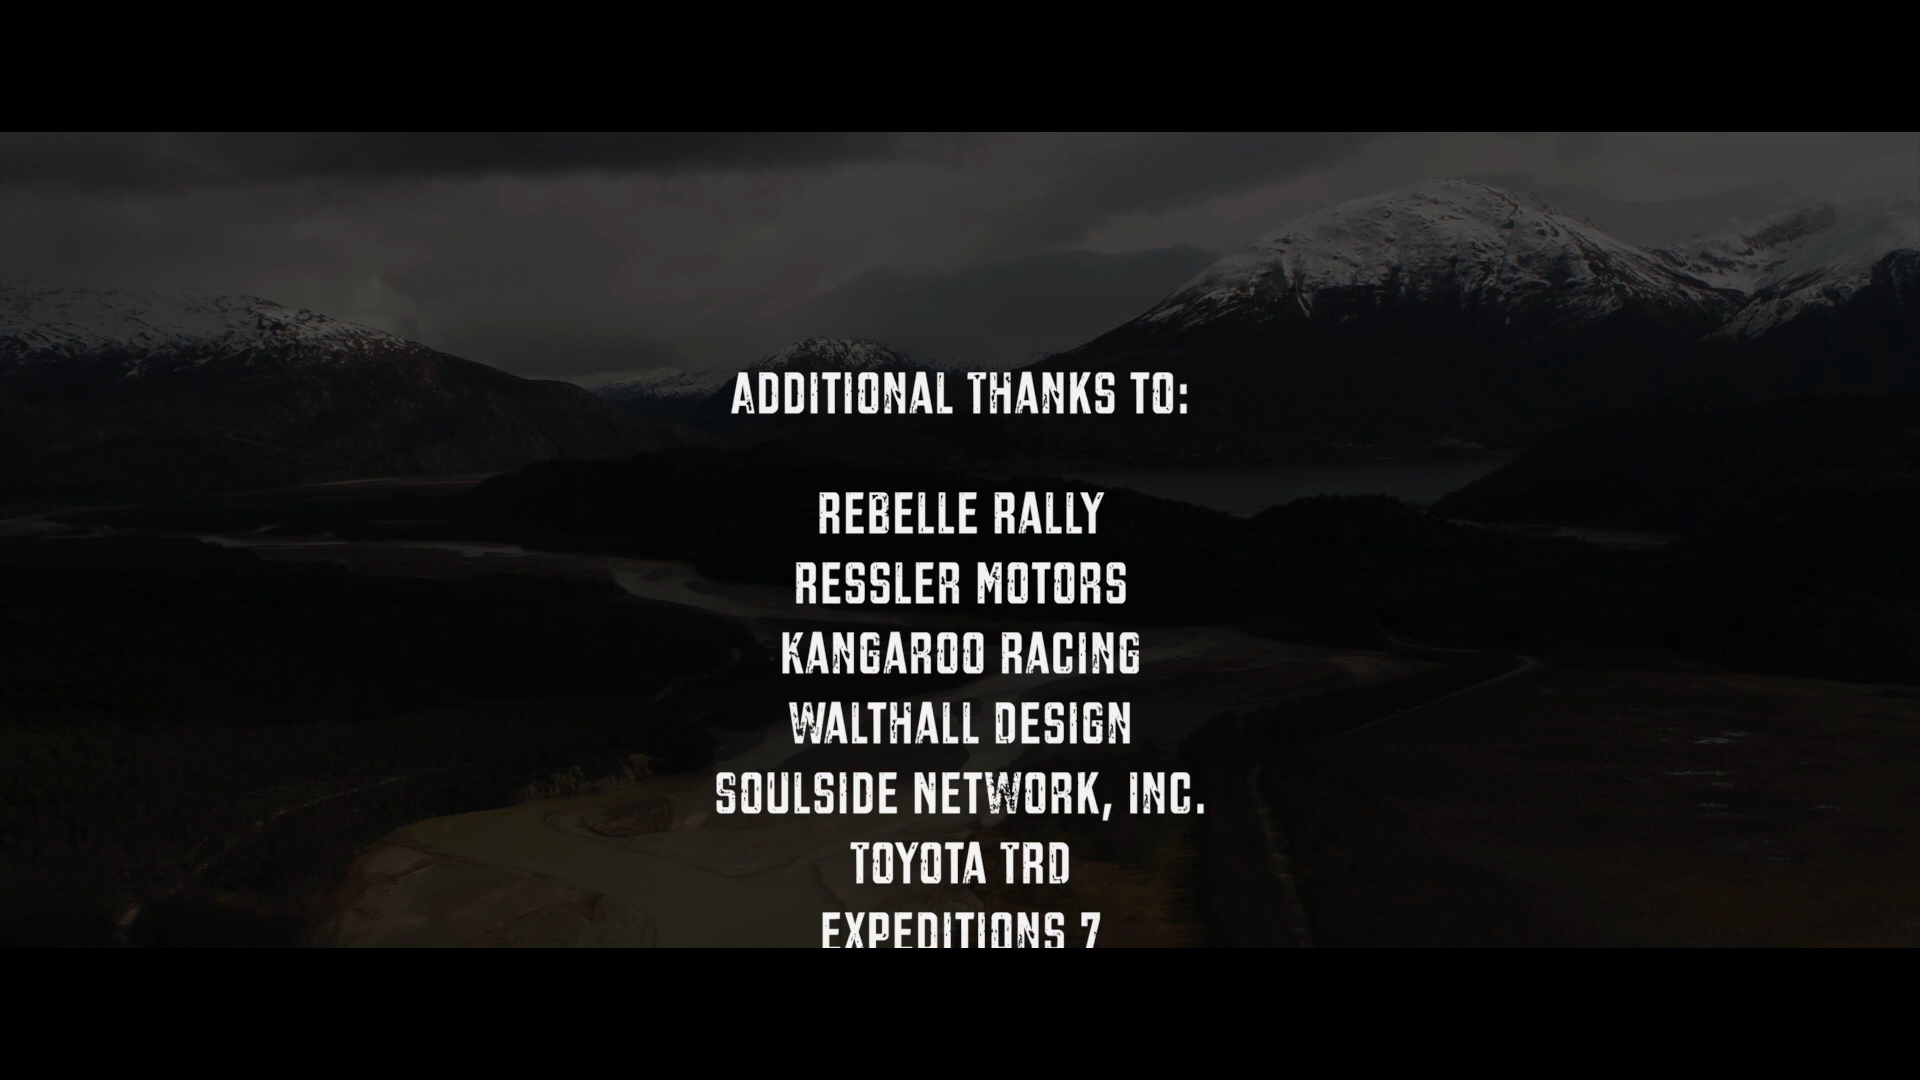 ADDITIONAL THANKS TO:
REBELLE RALLY
RESSLER MOTORS
KANGAROO RACING
WALTHALL DESIGN
SOULSIDE NETWORK, INC.
TOYOTA TRD
EXPEDITIONS 7